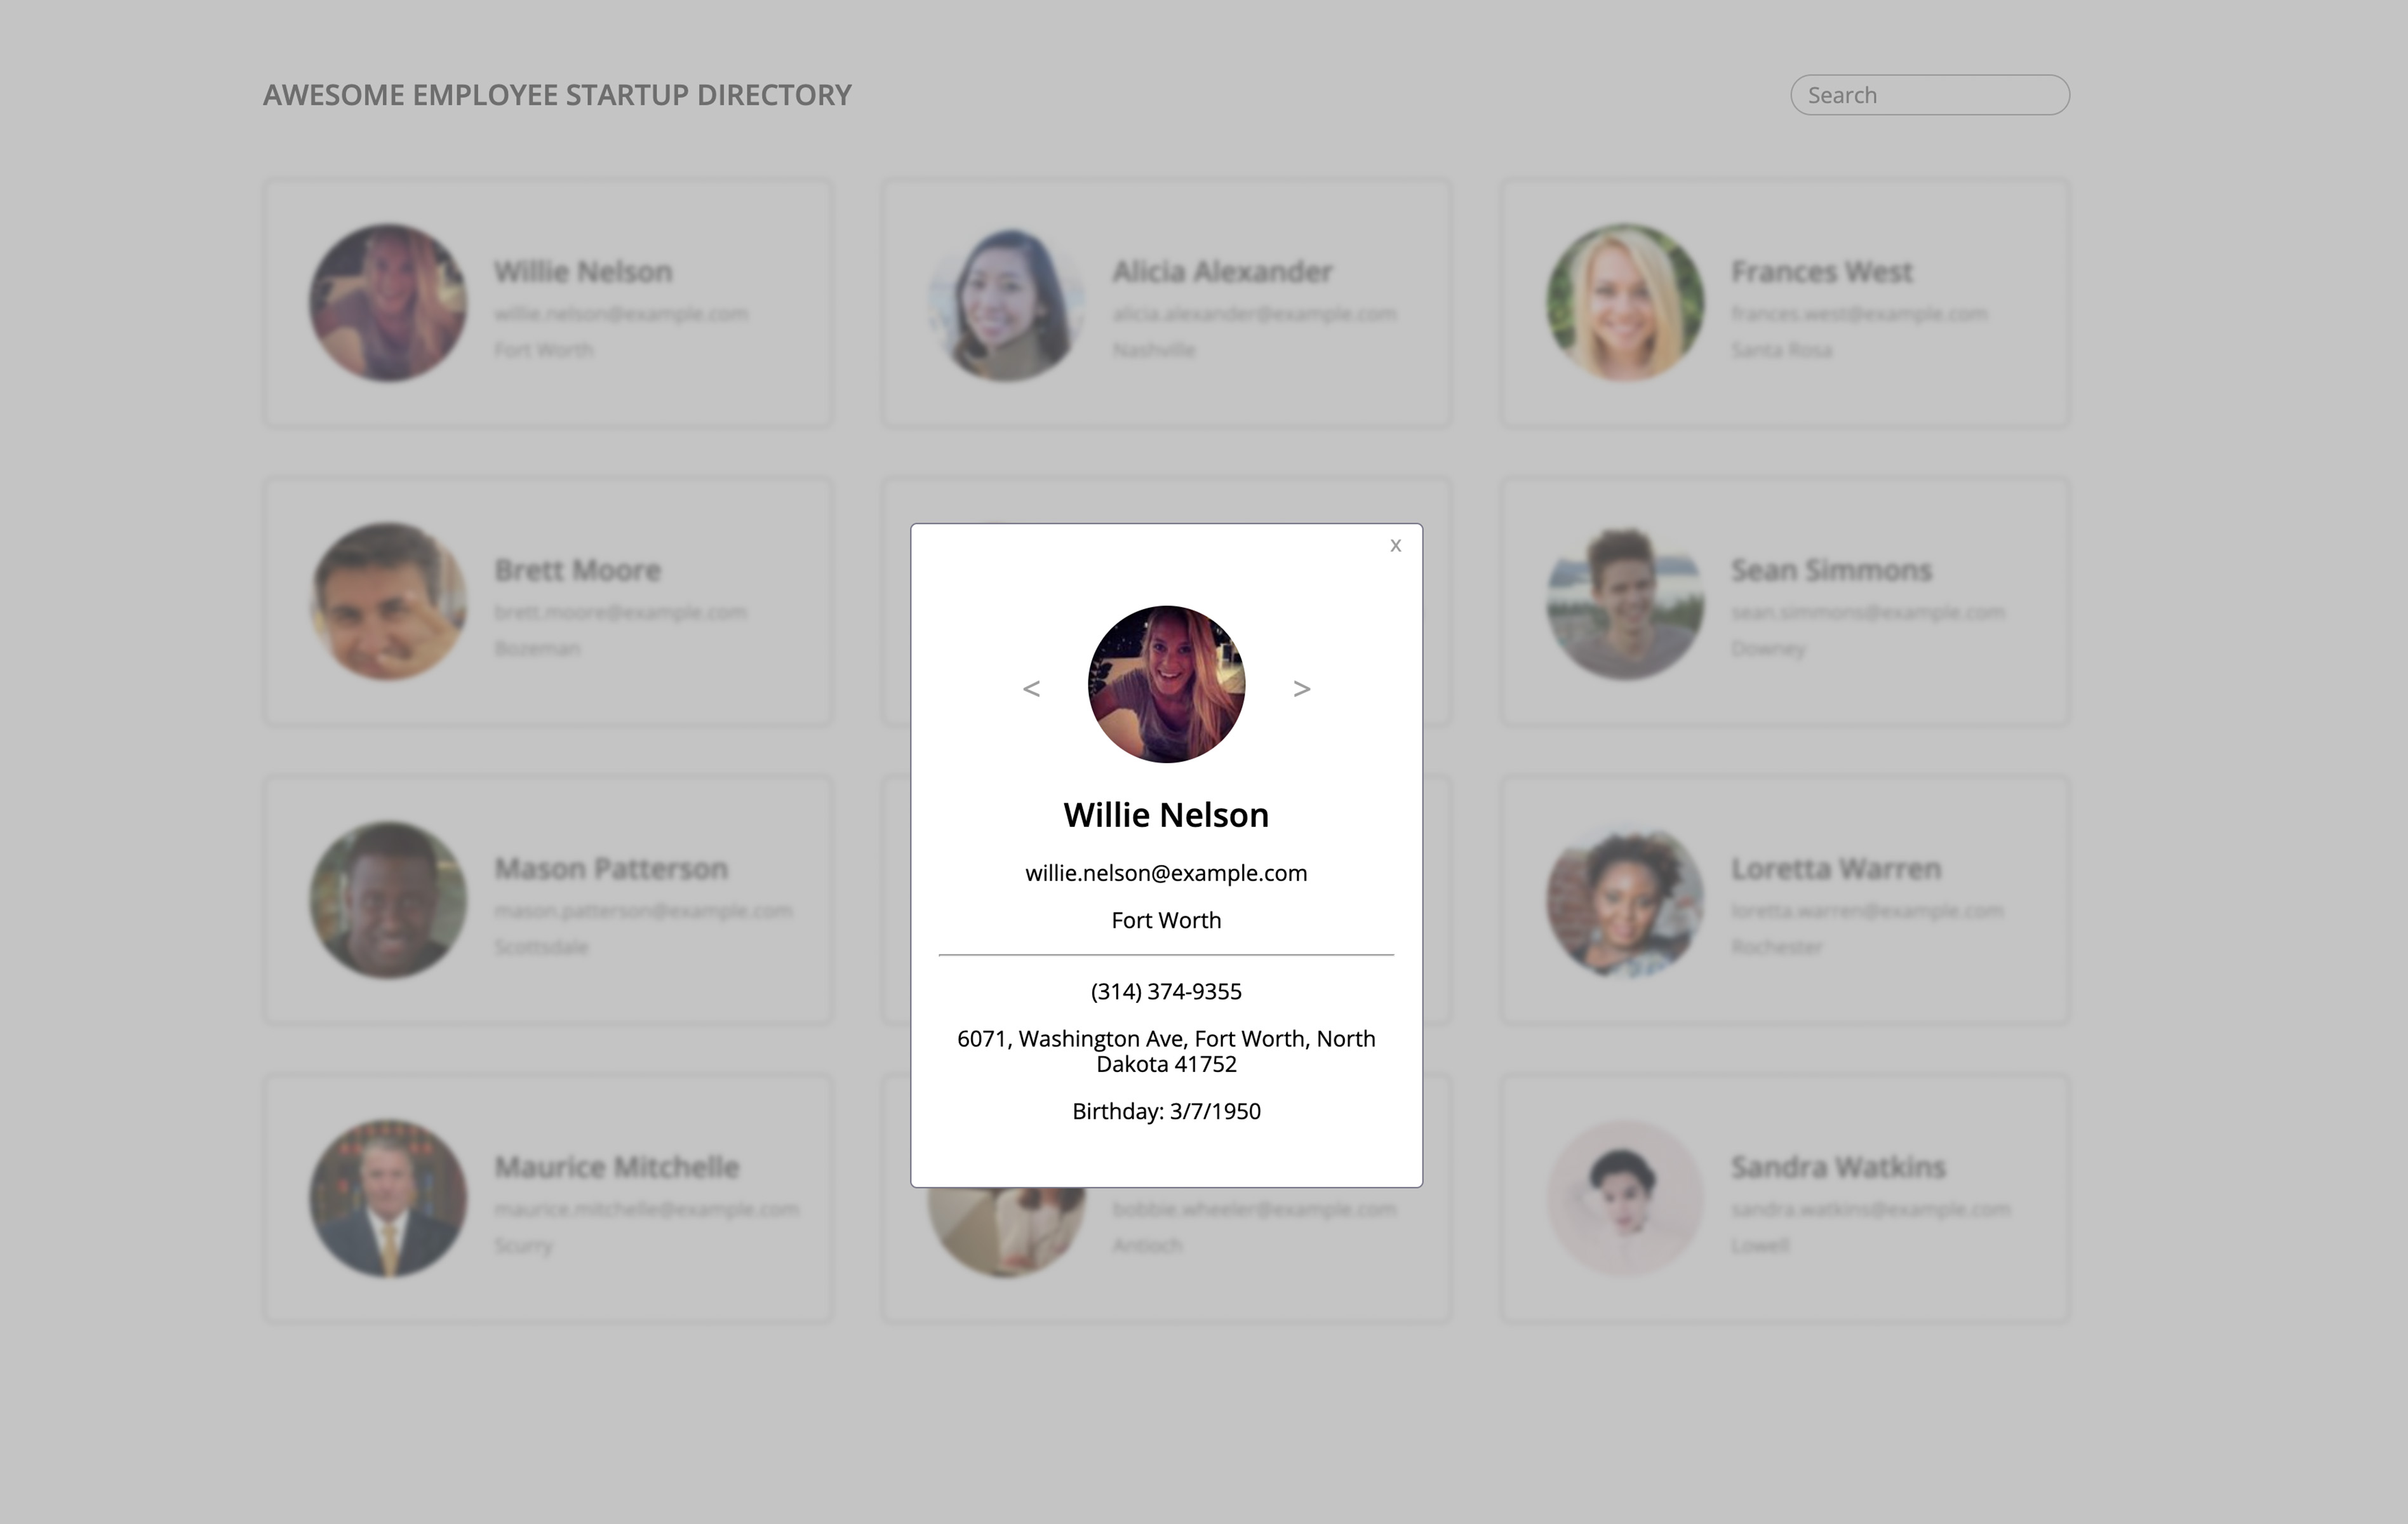 AWESOME EMPLOYEE STARTUP DIRECTORY
Search
Willie Nelson
willie.nelson@example.com
Fort Worth
Alicia Alexander
alicia.alexander@example.com
Nashville
Frances West
frances.west@example.com
Santa Rosa
Brett Moore
brett.moore@example.com
Bozeman
Sean Simmons
sean.simmons@example.com
Downey
Mason Patterson
mason.patterson@example.com
Scottsdale
Loretta Warren
loretta.warren@example.com
Rochester
Maurice Mitchelle
maurice.mitchelle@example.com
Scurry
bobbie.wheeler@example.com
Antioch
Sandra Watkins
sandra.watkins@example.com
Lowell
x
< >
Willie Nelson
willie.nelson@example.com
Fort Worth
(314) 374-9355
6071, Washington Ave, Fort Worth, North
Dakota 41752
Birthday: 3/7/1950